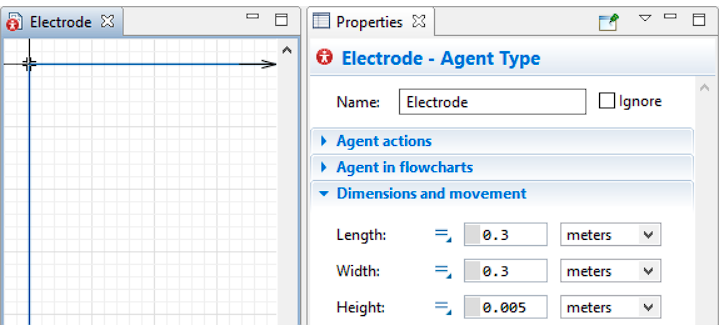 Electrode
Properties
Electrode - Agent Type
Name: Electrode Ignore
Agent actions
Agent in flowcharts
Dimensions and movement
Length: 0.3 meters
Width: 0.3 meters
Height: 0.005 meters